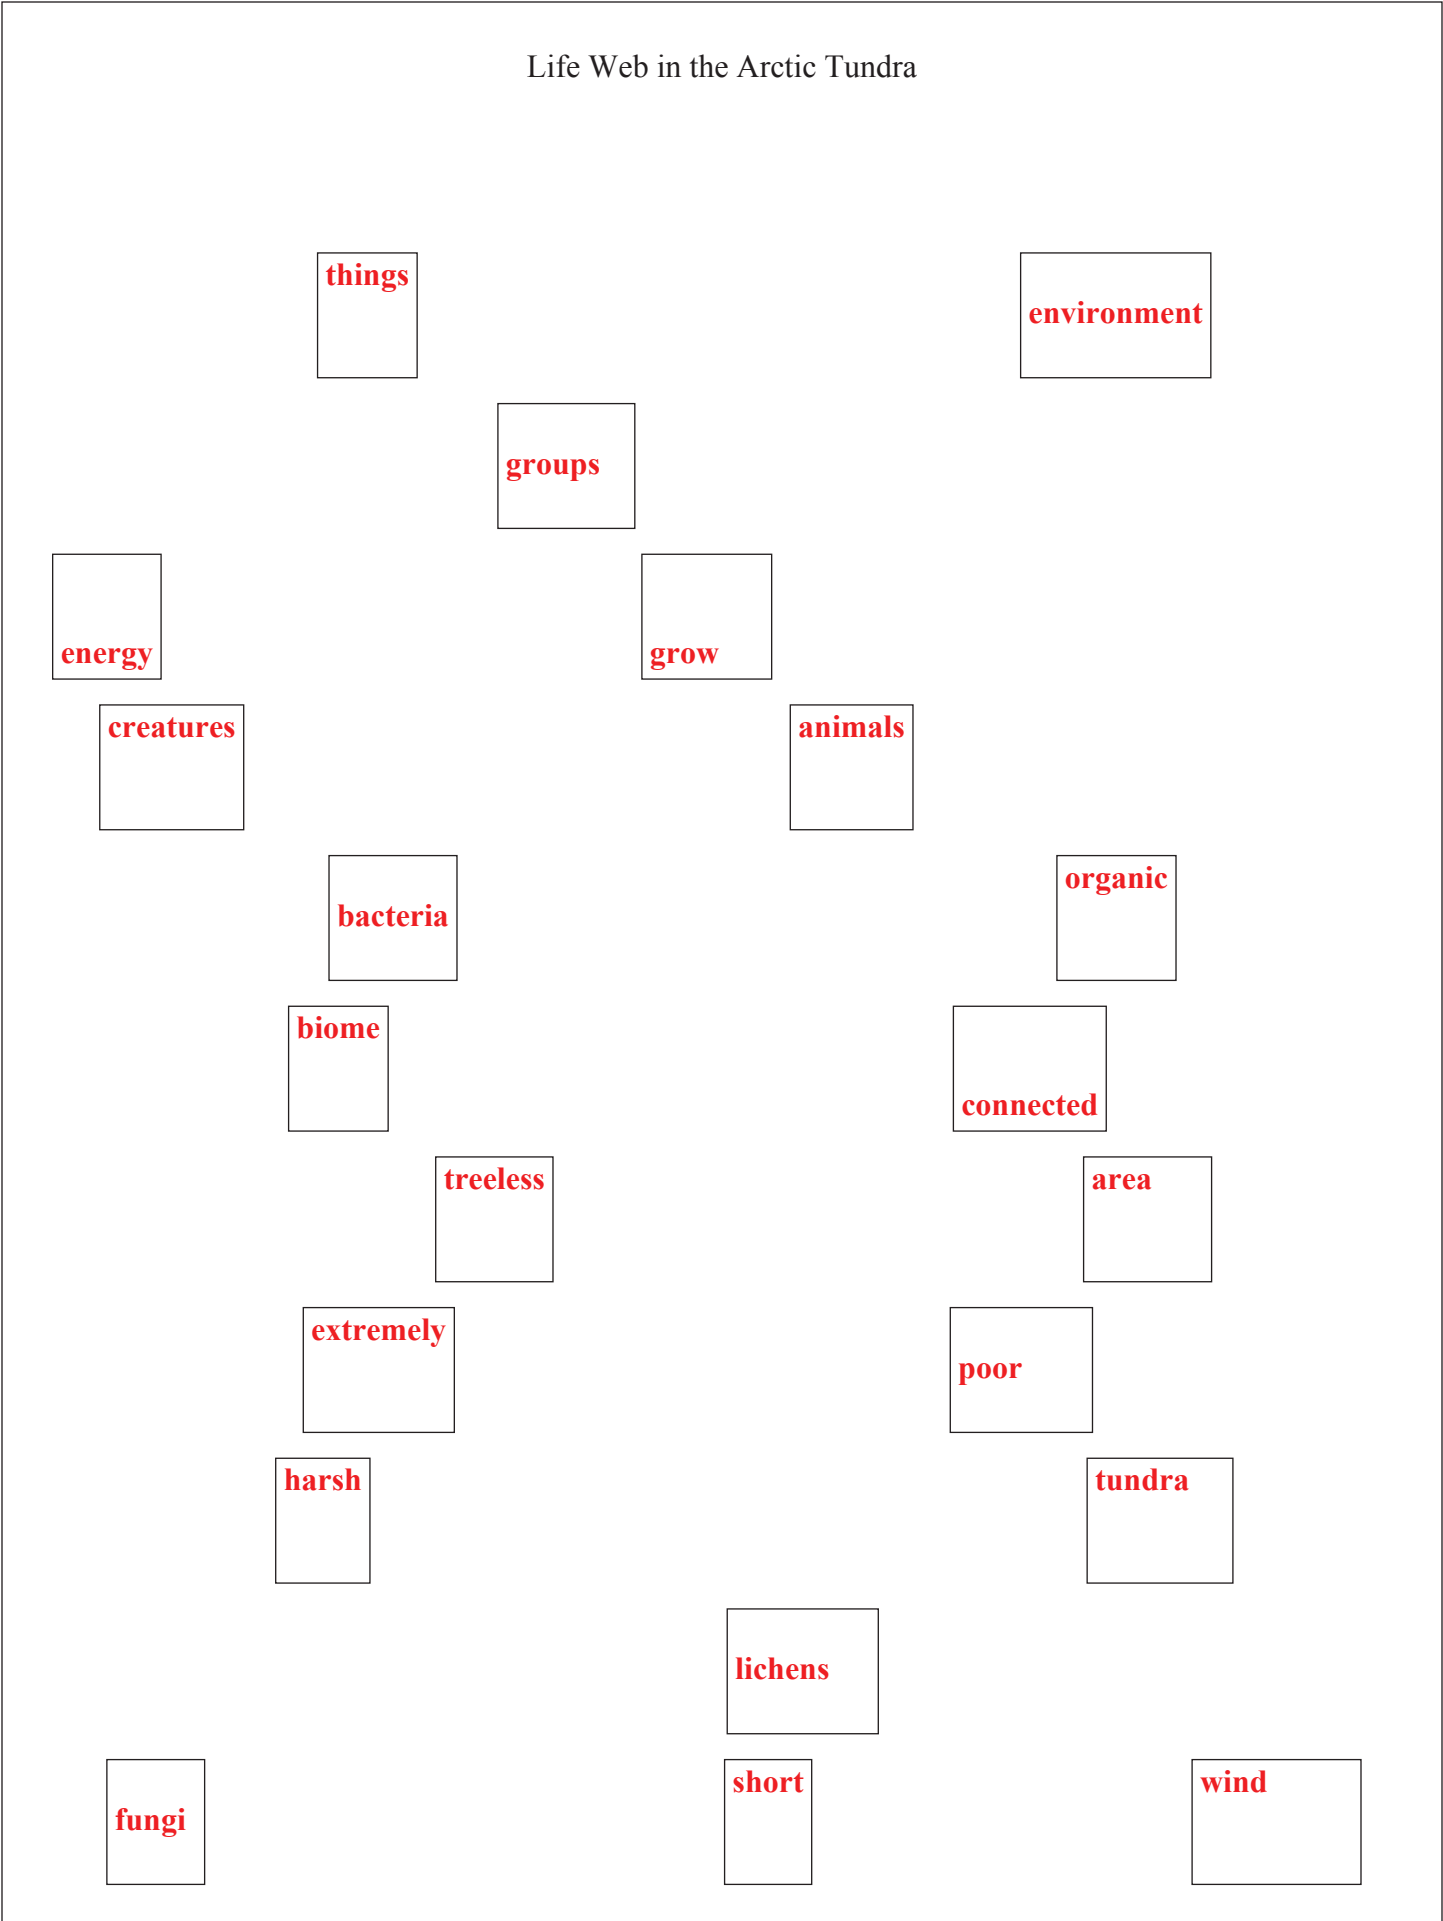 Life Web in the Arctic Tundra
things
environment
groups
energy
grow
creatures
animals
bacteria
organic
biome
connected
treeless
area
extremely
poor
harsh
tundra
lichens
fungi
short
wind